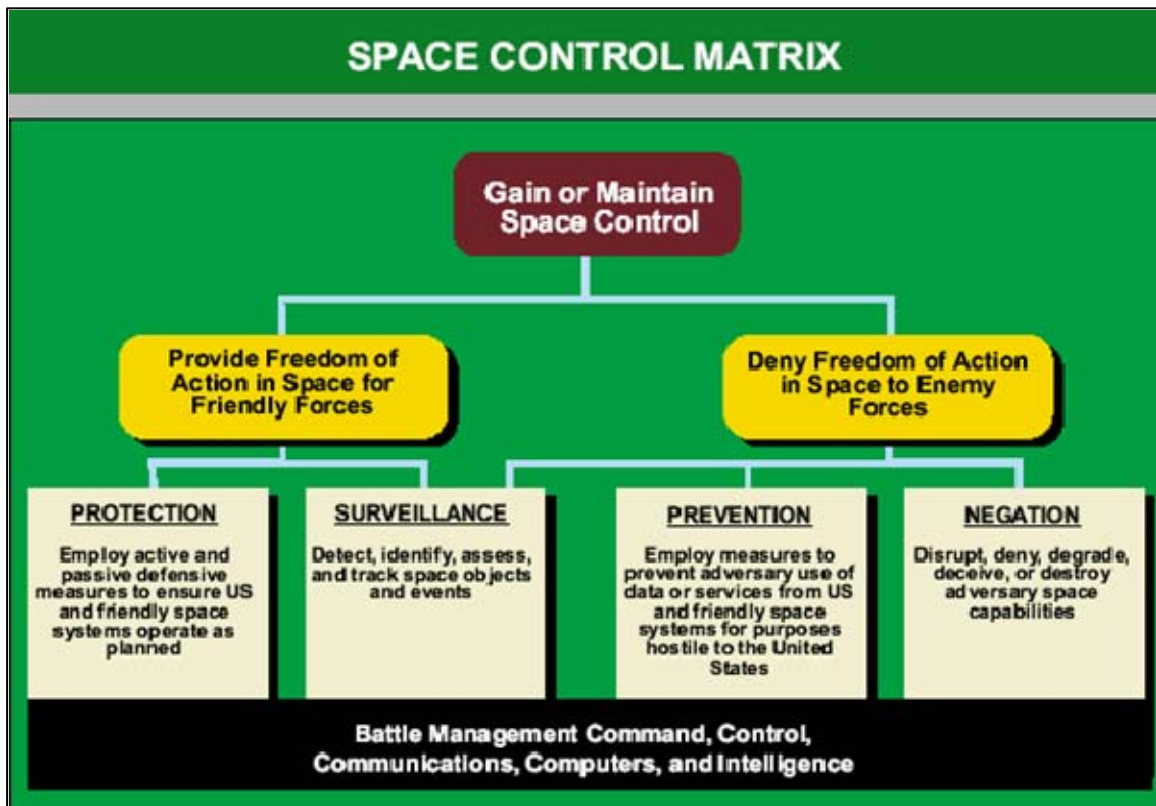 SPACE CONTROL MATRIX
Gain or Maintain
Space Control
Provide Freedom of
Action in Space for
Friendly Forces
Deny Freedom of Action
in Space to Enemy
Forces
PROTECTION
Employ active and
passive defensive
measures to ensure US
and friendly space
systems operate as
planned
SURVEILLANCE
Detect, identify, assess,
and track space objects
and events
PREVENTION
Employ measures to
prevent adversary use of
data or services from US
and friendly space
systems for purposes
hostile to the United
States
NEGATION
Disrupt, deny, degrade,
deceive, or destroy
adversary space
capabilities
Battle Management Command, Control,
Communications, Computers, and Intelligence